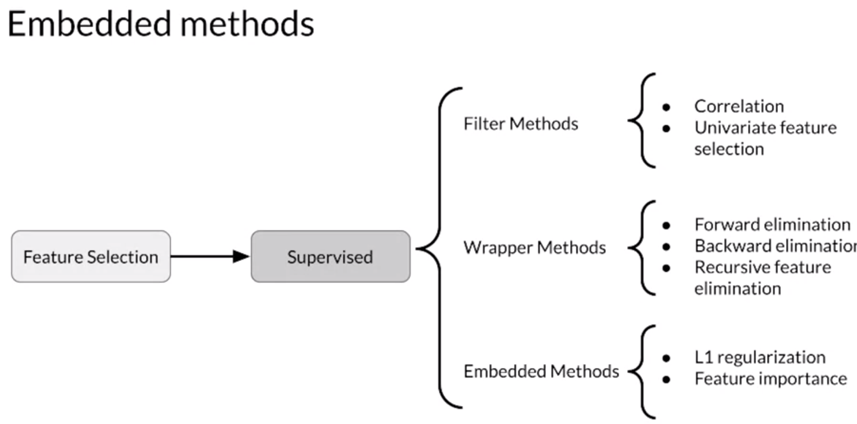 Embedded methods
Feature Selection
Supervised
Filter Methods
• Correlation
• Univariate feature
selection
Wrapper Methods
• Forward elimination
• Backward elimination
• Recursive feature
elimination
Embedded Methods
• L1 regularization
• Feature importance